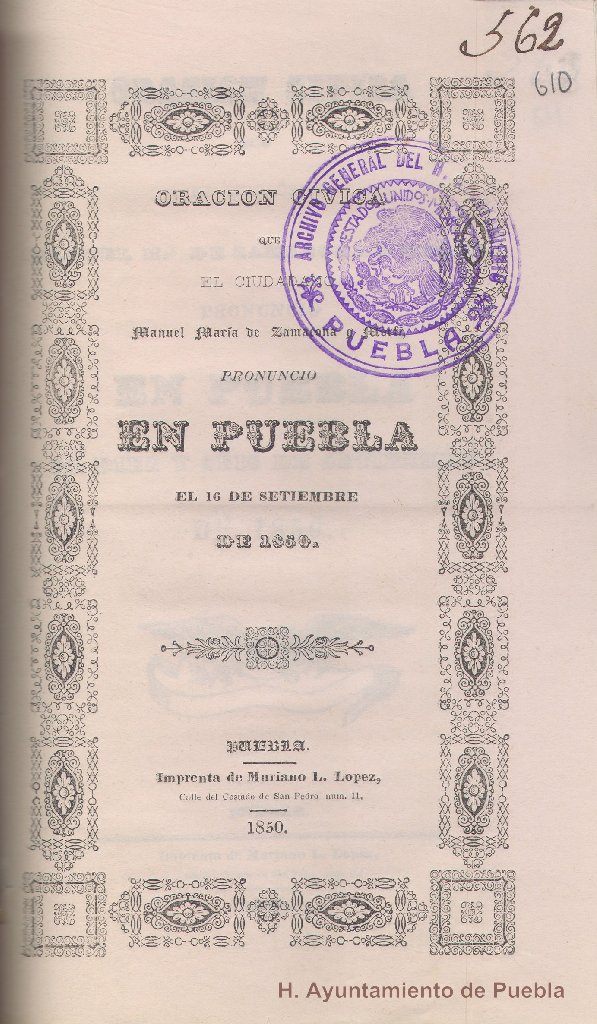 562
610
ORACION CIVICA
QUE
EL CIUDADANO
Manuel María de Zamacona y
PRONUNCIO
EN PUEBLA
EL 16 DE SETIEMBRE
DE 1850.
PUEBLA.
Imprenta de Mariano L. Lopez,
Calle del Costado de San Pedro num. 11.
1850.
ARCHIVO GENERAL DEL H.
ESTADOS UNIDOS
PUEBLA
H. Ayuntamiento de Puebla